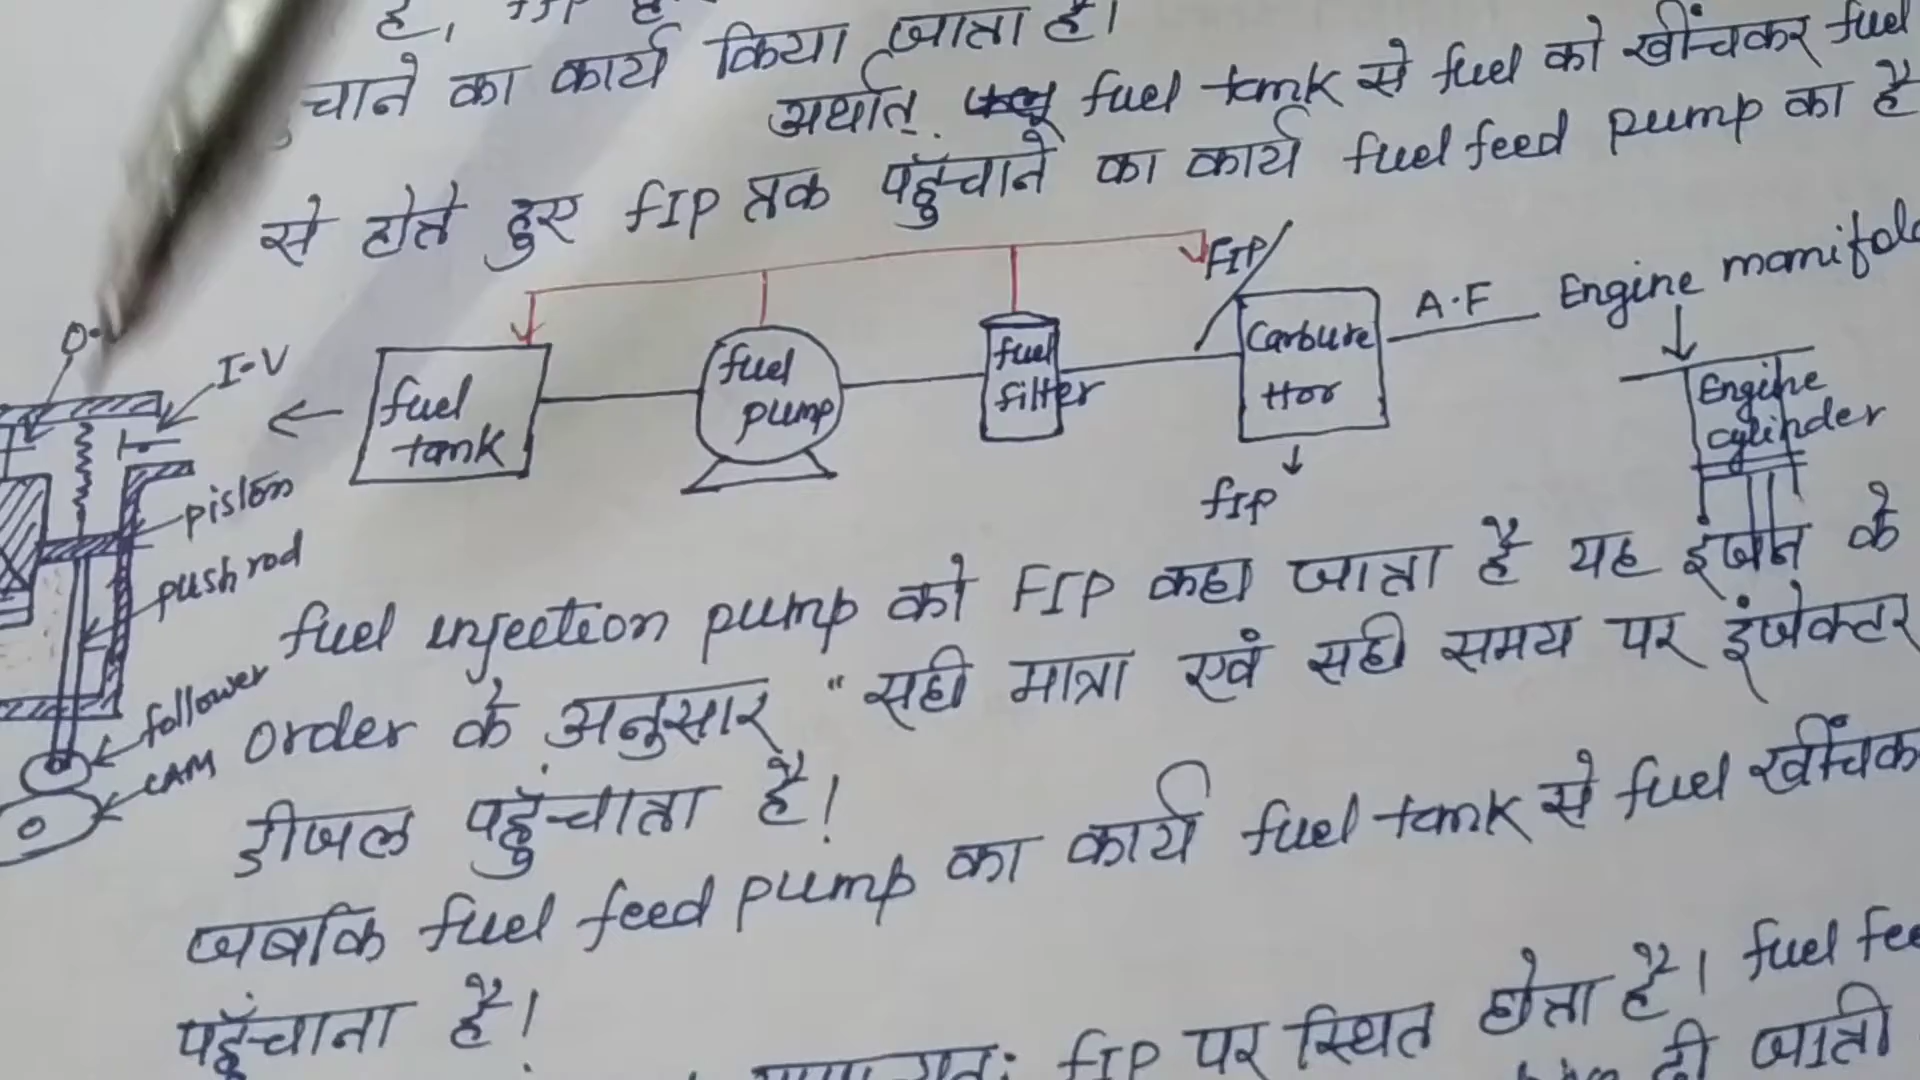 चाने का कार्य किया जाता है।
अर्थात् fuel tank से fuel को खींचकर fuel
से होते हुए FIP तक पहुँचाने का कार्य fuel feed pump का है
FIP
A.F
Engine manifold
I-V
fuel tank
fuel pump
fuel filter
Carburettor
Engine cylinder
FIP
piston
push rod
follower
CAM
fuel injection pump को FIP कहा जाता है यह इंजन के
order के अनुसार "सही मात्रा एवं सही समय पर इंजेक्टर
डीजल पहुँचाता है!
जबकि fuel feed pump का कार्य fuel tank से fuel
पहुँचाना है!
FIP पर स्थित होता है। fuel
दी जाती